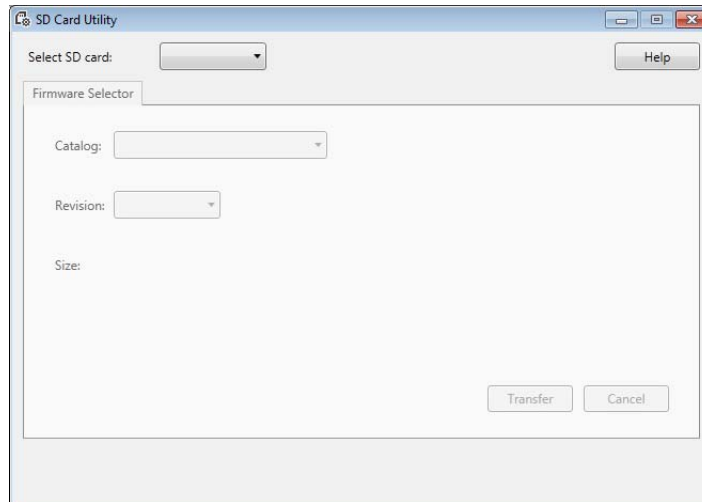 SD Card Utility
Select SD card:
Help
Firmware Selector
Catalog:
Revision:
Size:
Transfer
Cancel